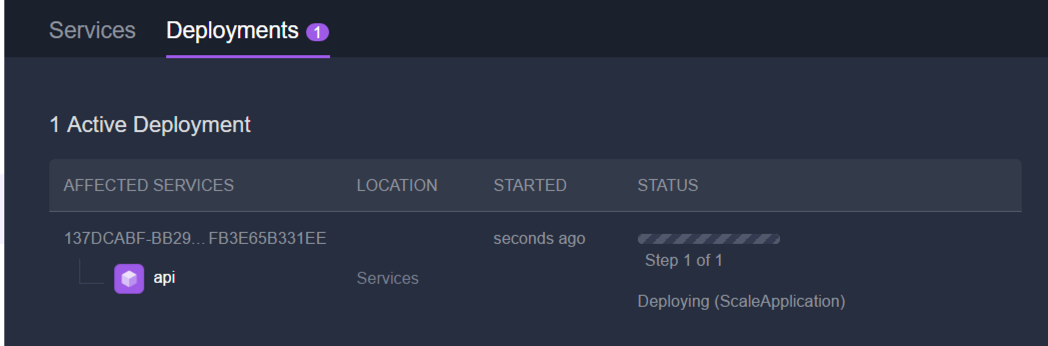 Services Deployments 1
1 Active Deployment
AFFECTED SERVICES LOCATION STARTED STATUS
137DCABF-BB29... FB3E65B331EE seconds ago
Step 1 of 1
api Services
Deploying (ScaleApplication)